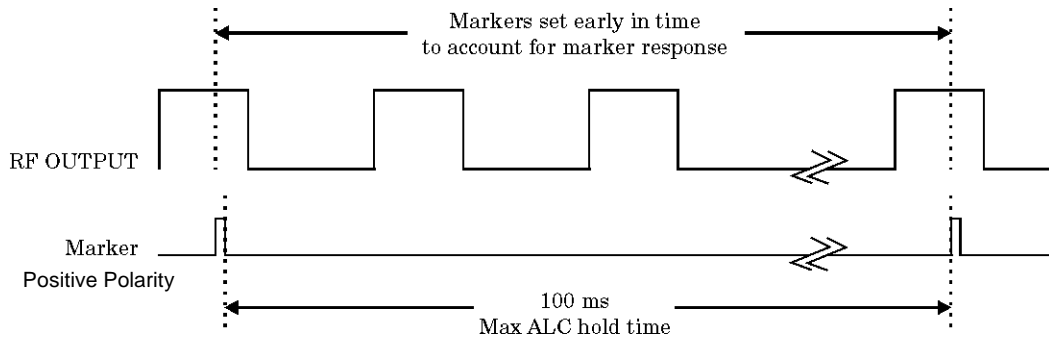 Markers set early in time
to account for marker response
RF OUTPUT
Marker
Positive Polarity
100 ms
Max ALC hold time